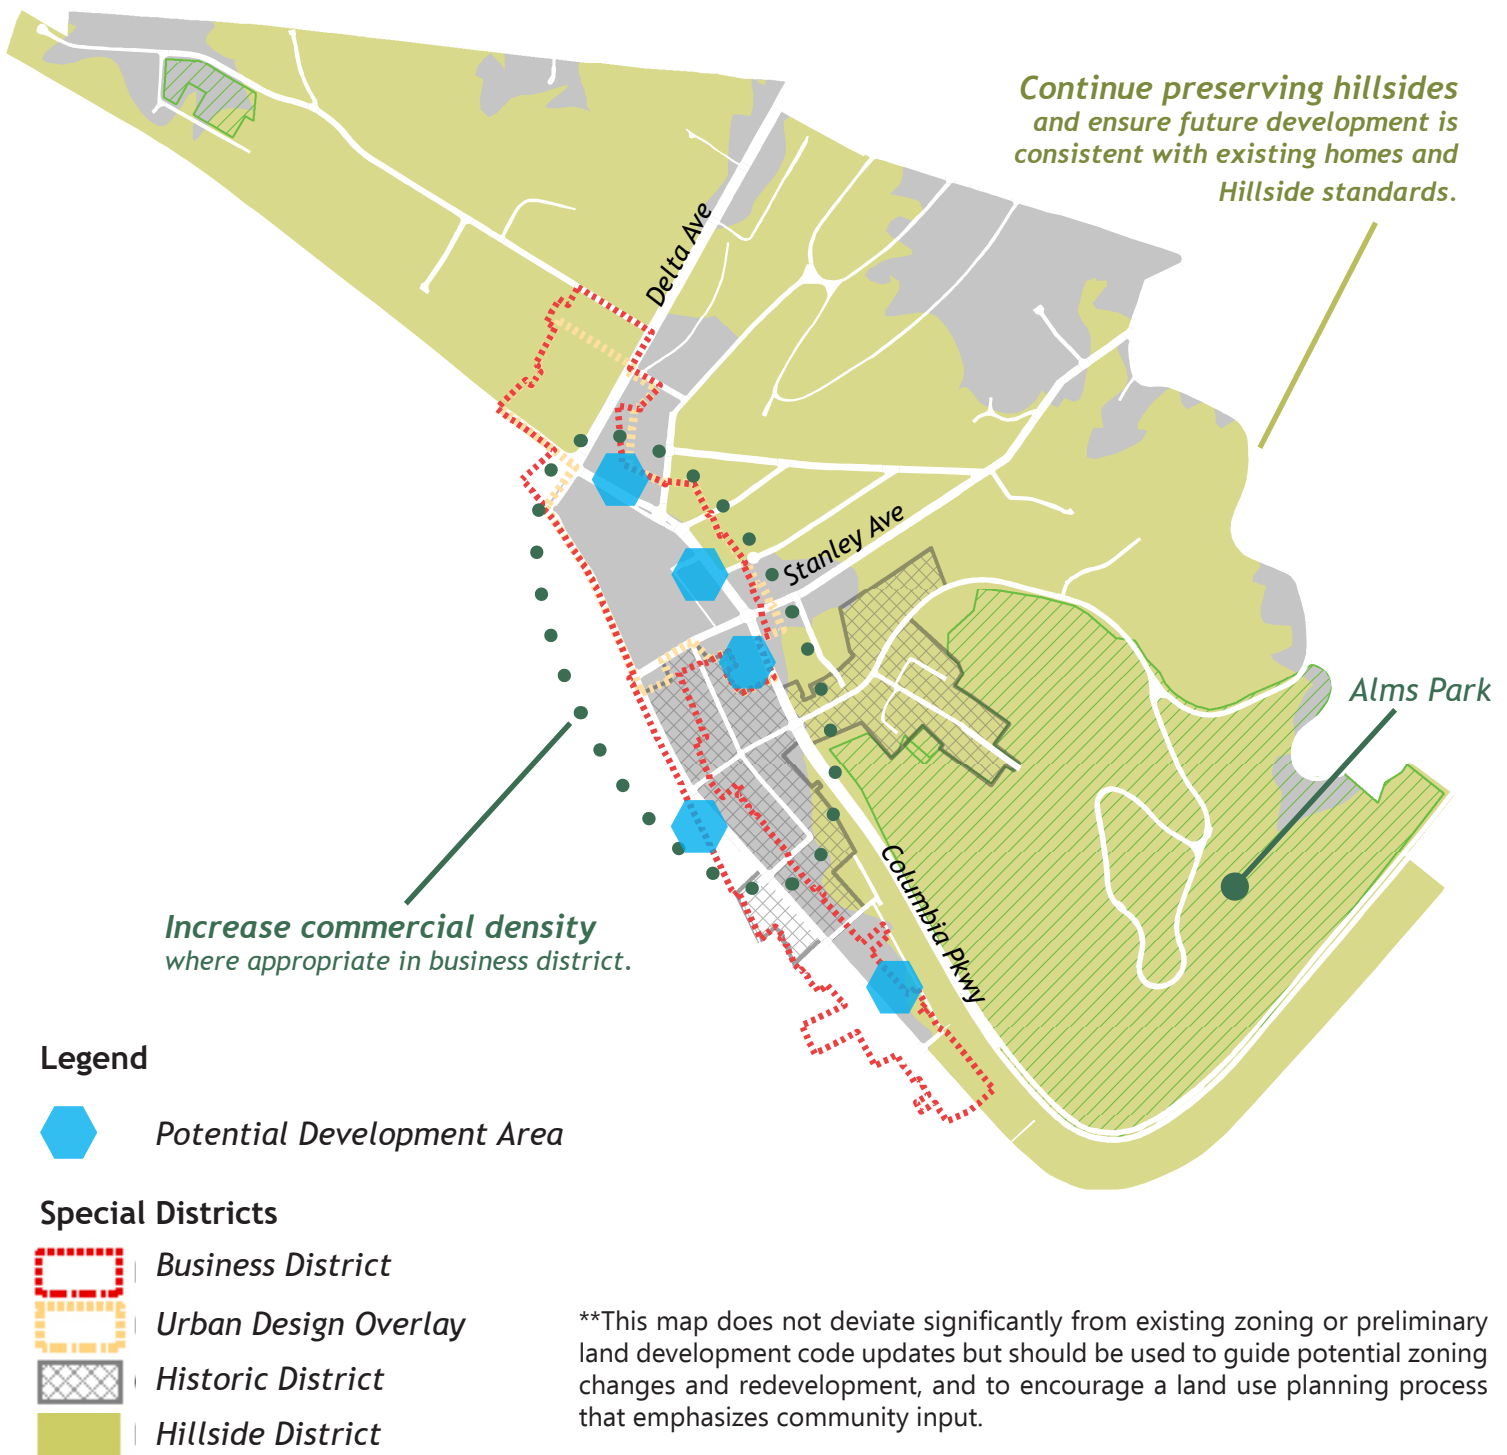 Continue preserving hillsides
and ensure future development is
consistent with existing homes and
Hillside standards.
Delta Ave
Stanley Ave
Alms Park
Columbia Pkwy
Increase commercial density
where appropriate in business district.
Legend
Potential Development Area
Special Districts
Business District
Urban Design Overlay
Historic District
Hillside District
**This map does not deviate significantly from existing zoning or preliminary
land development code updates but should be used to guide potential zoning
changes and redevelopment, and to encourage a land use planning process
that emphasizes community input.